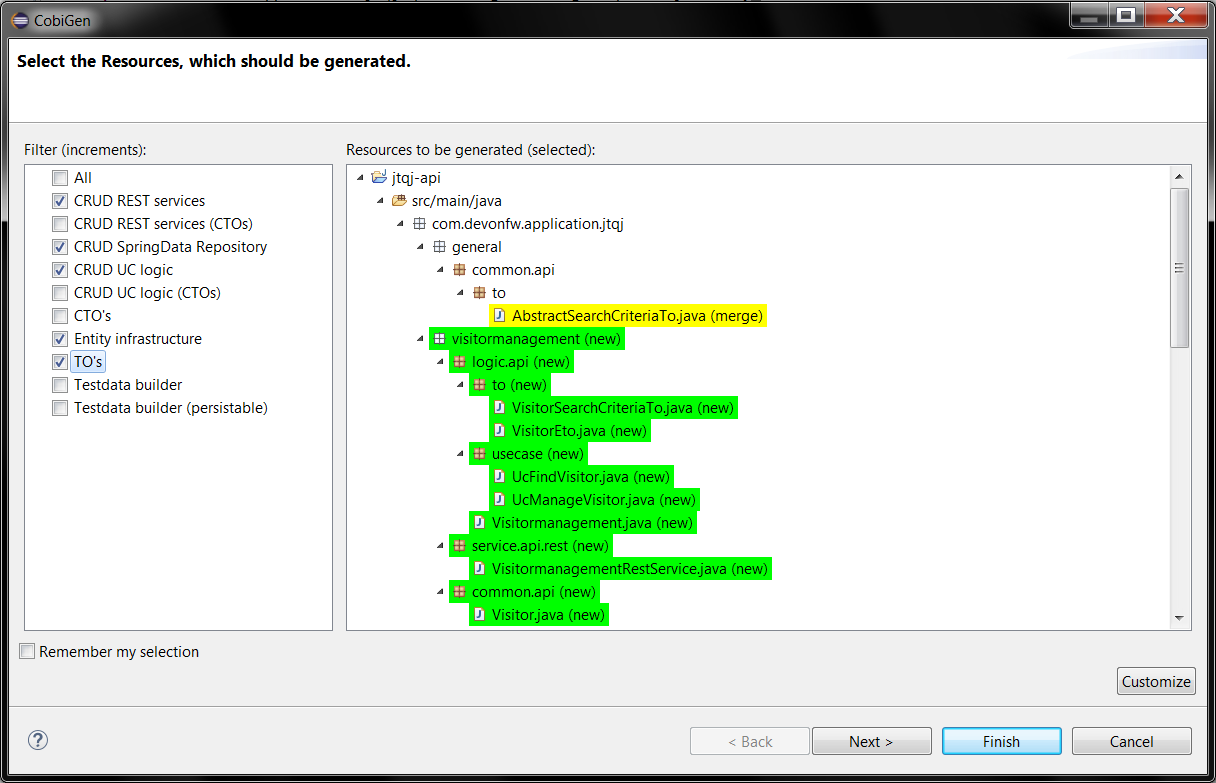 CobiGen
Select the Resources, which should be generated.
Filter (increments):
All
CRUD REST services
CRUD REST services (CTOs)
CRUD SpringData Repository
CRUD UC logic
CRUD UC logic (CTOs)
CTO's
Entity infrastructure
TO's
Testdata builder
Testdata builder (persistable)
Resources to be generated (selected):
jtqj-api
src/main/java
com.devonfw.application.jtqj
general
common.api
to
AbstractSearchCriteriaTo.java (merge)
visitormanagement (new)
logic.api (new)
to (new)
VisitorSearchCriteriaTo.java (new)
VisitorEto.java (new)
usecase (new)
UcFindVisitor.java (new)
UcManageVisitor.java (new)
Visitormanagement.java (new)
service.api.rest (new)
VisitormanagementRestService.java (new)
common.api (new)
Visitor.java (new)
Remember my selection
Customize
< Back
Next >
Finish
Cancel